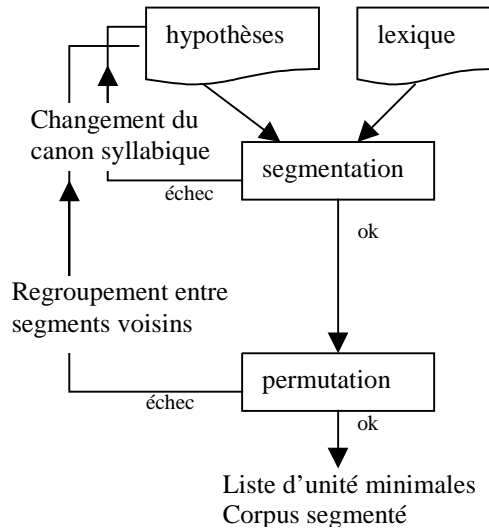 hypothèses
lexique
Changement du
canon syllabique
segmentation
échec
ok
Regroupement entre
segments voisins
permutation
échec
ok
Liste d'unité minimales
Corpus segmenté